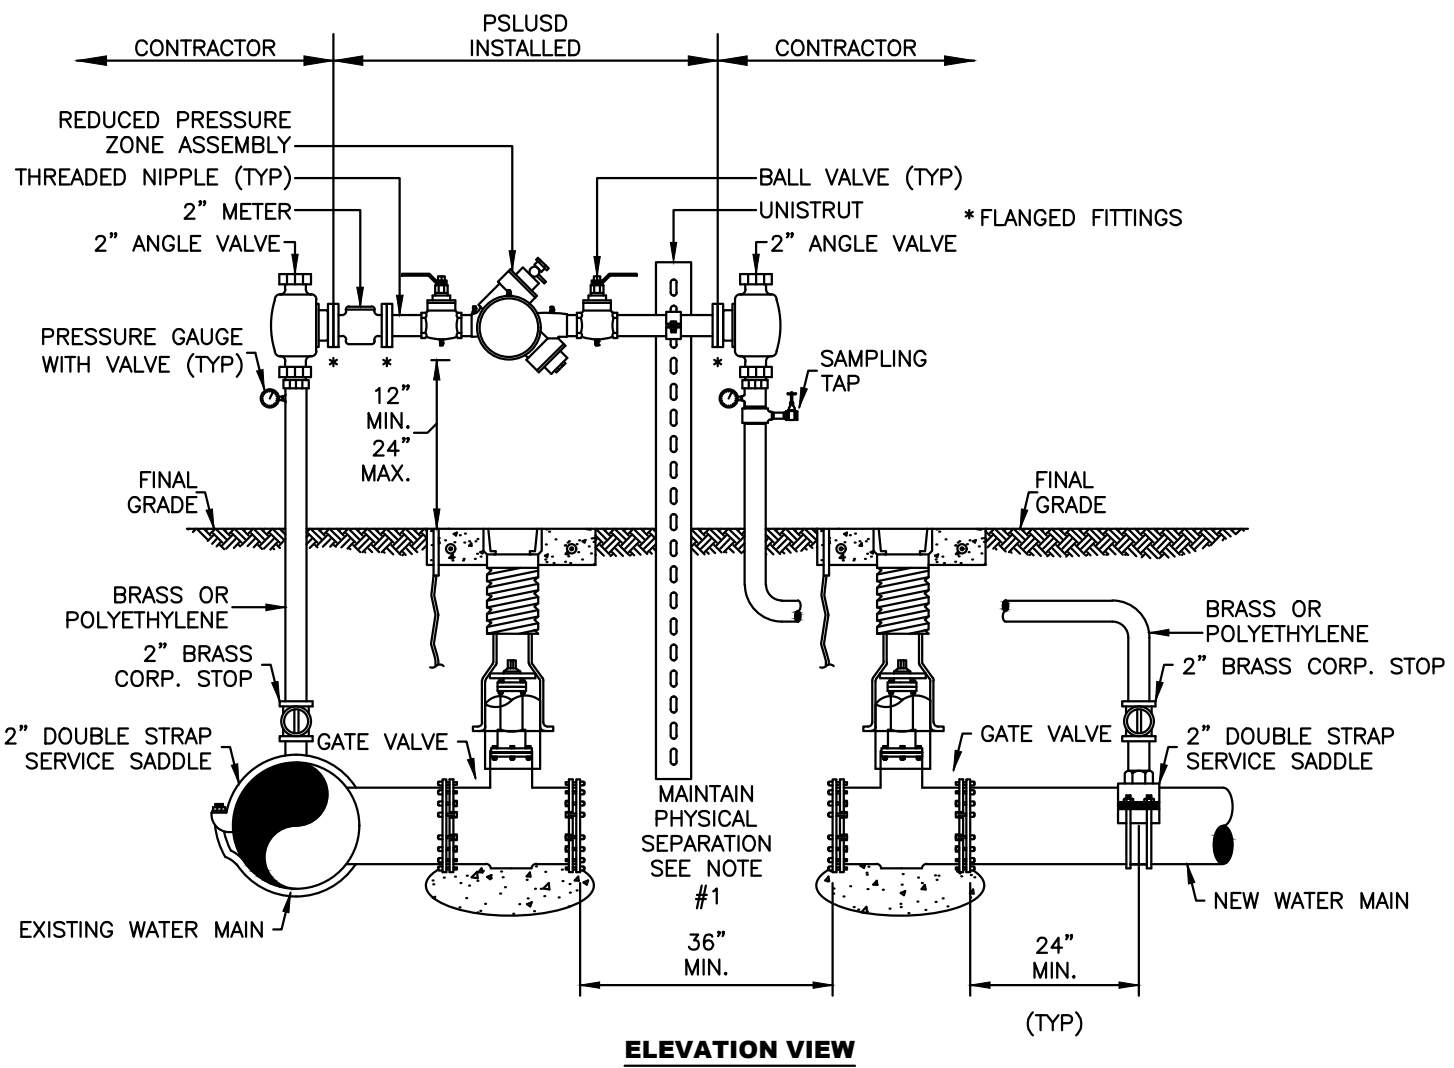 CONTRACTOR
PSLUSD
INSTALLED
CONTRACTOR
REDUCED PRESSURE
ZONE ASSEMBLY
THREADED NIPPLE (TYP)
2" METER
2" ANGLE VALVE
BALL VALVE (TYP)
UNISTRUT
2" ANGLE VALVE
* FLANGED FITTINGS
PRESSURE GAUGE
WITH VALVE (TYP)
*
*
*
SAMPLING
TAP
12"
MIN.
24"
MAX.
FINAL
GRADE
FINAL
GRADE
BRASS OR
POLYETHYLENE
2" BRASS
CORP. STOP
2" DOUBLE STRAP
SERVICE SADDLE
GATE VALVE
BRASS OR
POLYETHYLENE
2" BRASS CORP. STOP
GATE VALVE
2" DOUBLE STRAP
SERVICE SADDLE
MAINTAIN
PHYSICAL
SEPARATION
SEE NOTE
#1
EXISTING WATER MAIN
NEW WATER MAIN
36"
MIN.
24"
MIN.
(TYP)
ELEVATION VIEW